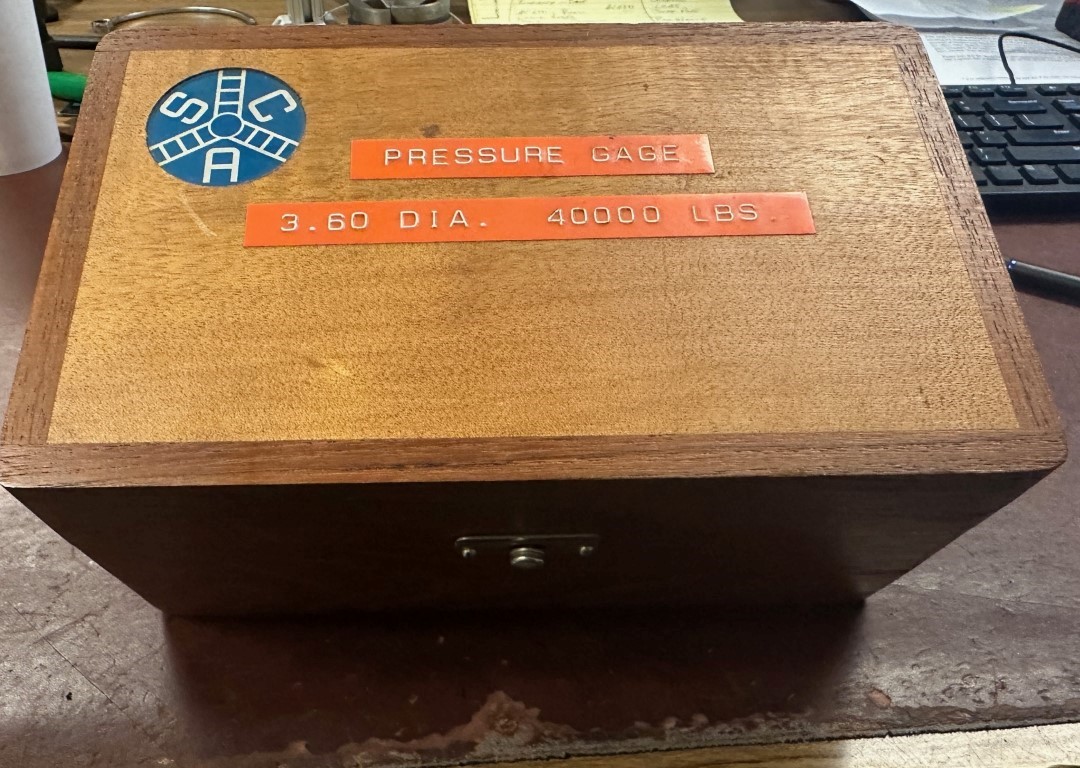 S C
A
PRESSURE GAGE
3.60 DIA. 40000 LBS.